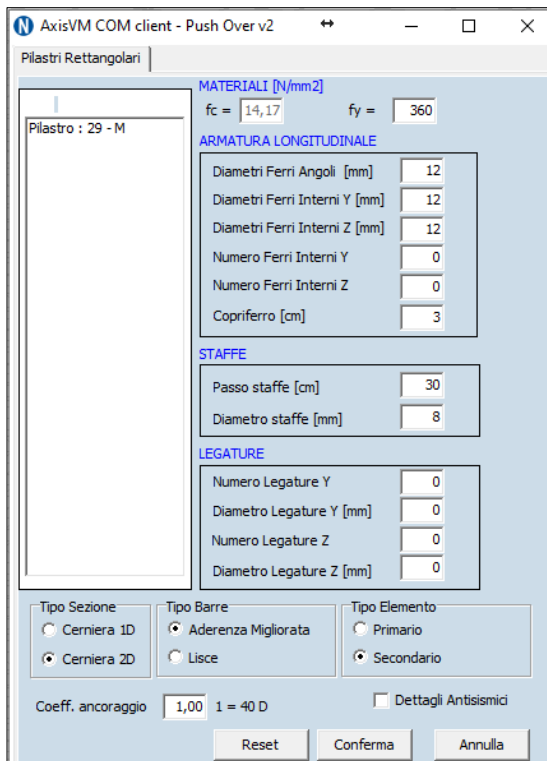 AxisVM COM client - Push Over v2
Pilastri Rettangolari
Pilastro : 29 - M
MATERIALI [N/mm2]
fc = 14,17 fy = 360
ARMATURA LONGITUDINALE
Diametri Ferri Angoli [mm] 12
Diametri Ferri Interni Y [mm] 12
Diametri Ferri Interni Z [mm] 12
Numero Ferri Interni Y 0
Numero Ferri Interni Z 0
Copriferro [cm] 3
STAFFE
Passo staffe [cm] 30
Diametro staffe [mm] 8
LEGATURE
Numero Legature Y 0
Diametro Legature Y [mm] 0
Numero Legature Z 0
Diametro Legature Z [mm] 0
Tipo Sezione
Cerniera 1D
Cerniera 2D
Tipo Barre
Aderenza Migliorata
Lisce
Tipo Elemento
Primario
Secondario
Coeff. ancoraggio 1,00 1 = 40 D
Dettagli Antisismici
Reset Conferma Annulla